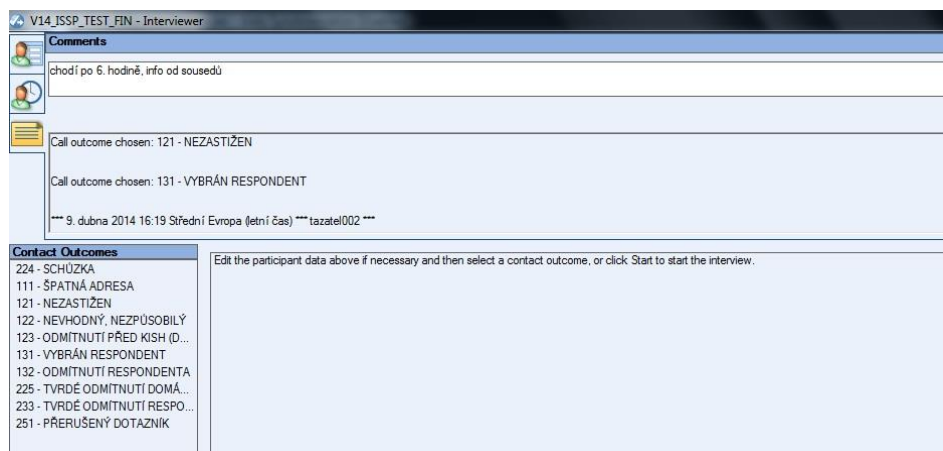 V14_ISSP_TEST_FIN - Interviewer
Comments
chodí po 6. hodině, info od sousedů
Call outcome chosen: 121 - NEZASTIŽEN
Call outcome chosen: 131 - VYBRÁN RESPONDENT
*** 9. dubna 2014 16:19 Střední Evropa (letní čas) *** tazatel002 ***
Contact Outcomes
224 - SCHŮZKA
111 - ŠPATNÁ ADRESA
121 - NEZASTIŽEN
122 - NEVHODNÝ, NEZPŮSOBILÝ
123 - ODMÍTNUTÍ PŘED KISH (D...
131 - VYBRÁN RESPONDENT
132 - ODMÍTNUTÍ RESPONDENTA
225 - TVRDÉ ODMÍTNUTÍ DOMÁ...
233 - TVRDÉ ODMÍTNUTÍ RESPO...
251 - PŘERUŠENÝ DOTAZNÍK
Edit the participant data above if necessary and then select a contact outcome, or click Start to start the interview.